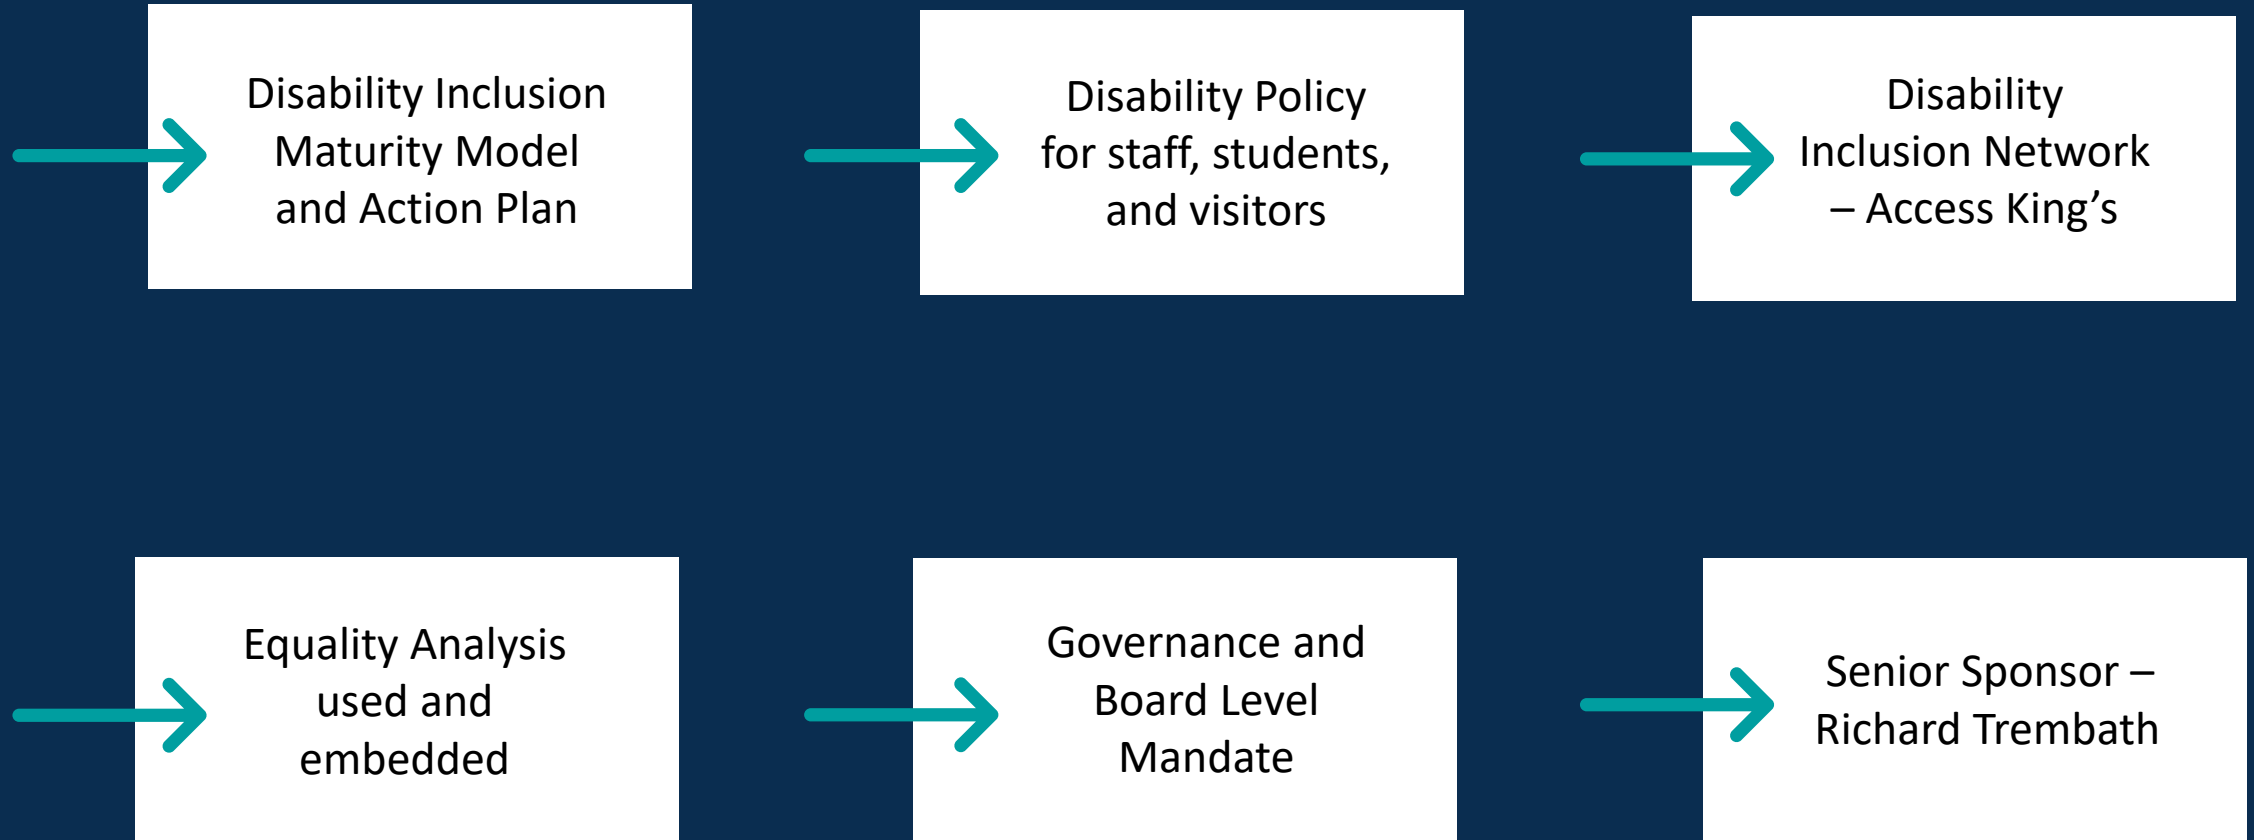 Disability Inclusion
Maturity Model
and Action Plan
Disability Policy
for staff, students,
and visitors
Disability
Inclusion Network
– Access King’s
Equality Analysis
used and
embedded
Governance and
Board Level
Mandate
Senior Sponsor –
Richard Trembath